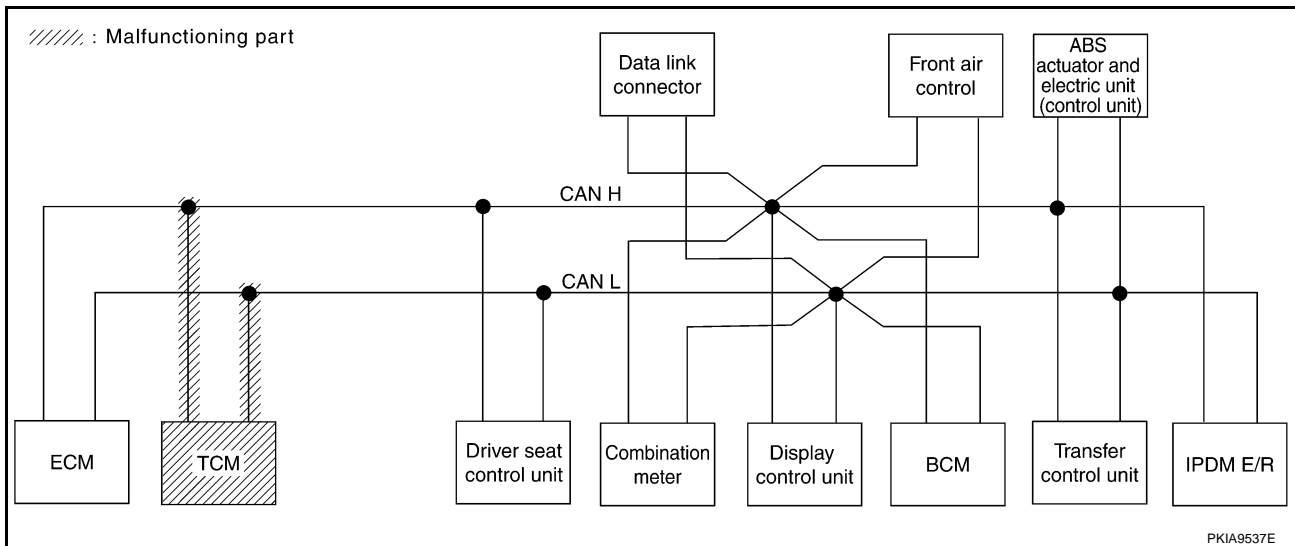 : Malfunctioning part
Data link
connector
Front air
control
ABS
actuator and
electric unit
(control unit)
CAN H
CAN L
ECM
TCM
Driver seat
control unit
Combination
meter
Display
control unit
BCM
Transfer
control unit
IPDM E/R
PKIA9537E